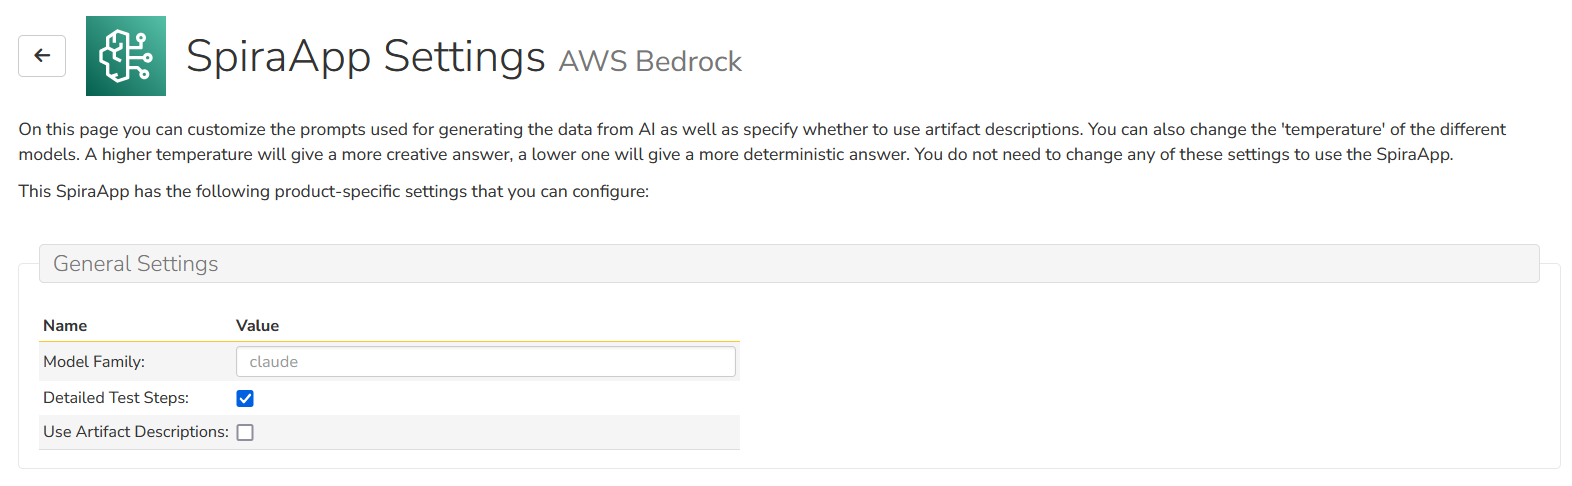 SpiraApp Settings AWS Bedrock
On this page you can customize the prompts used for generating the data from AI as well as specify whether to use artifact descriptions. You can also change the 'temperature' of the different
models. A higher temperature will give a more creative answer, a lower one will give a more deterministic answer. You do not need to change any of these settings to use the SpiraApp.
This SpiraApp has the following product-specific settings that you can configure:
General Settings
Name Value
Model Family: claude
Detailed Test Steps:
Use Artifact Descriptions: